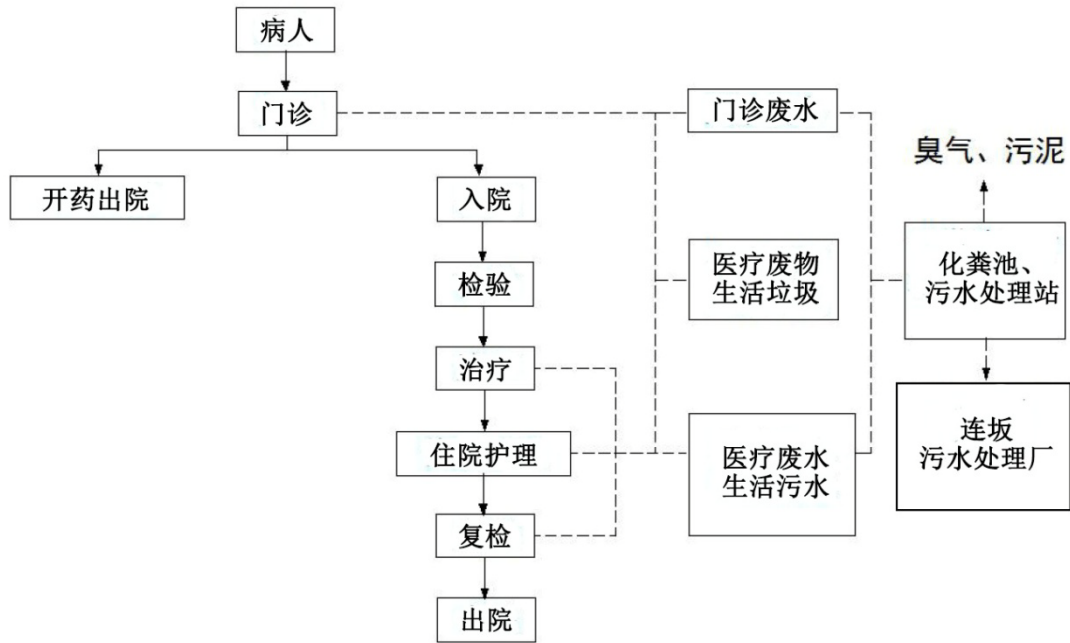 病人
门诊
门诊废水
臭气、污泥
开药出院
入院
化粪池、
污水处理站
检验
医疗废物
生活垃圾
治疗
连坂
污水处理厂
住院护理
医疗废水
生活污水
复检
出院